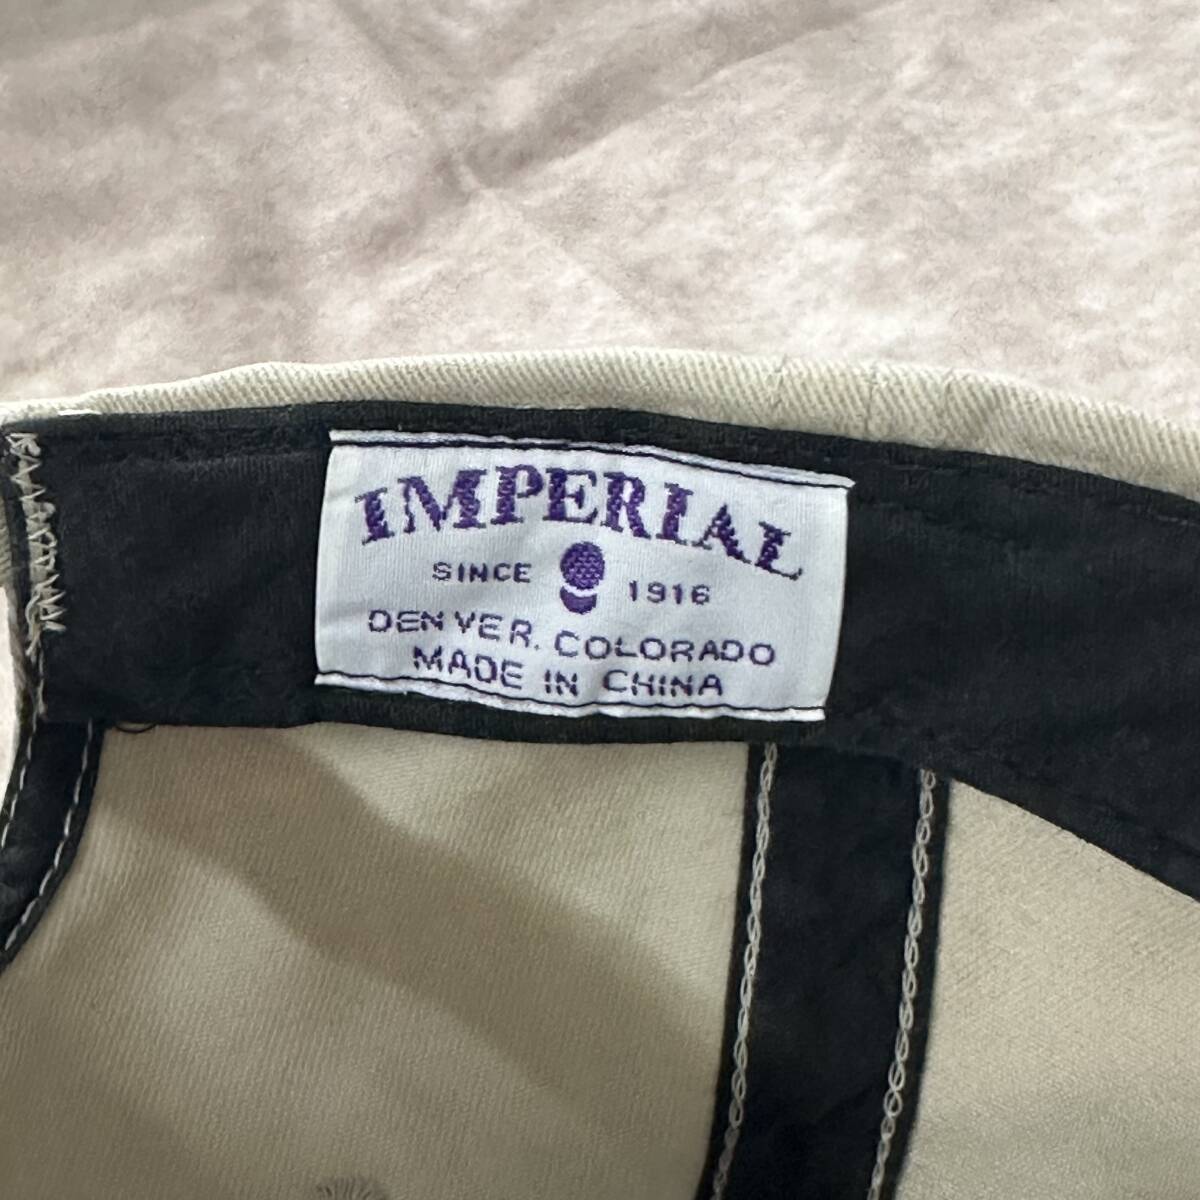 IMPERIAL
SINCE 1916
DENVER, COLORADO
MADE IN CHINA